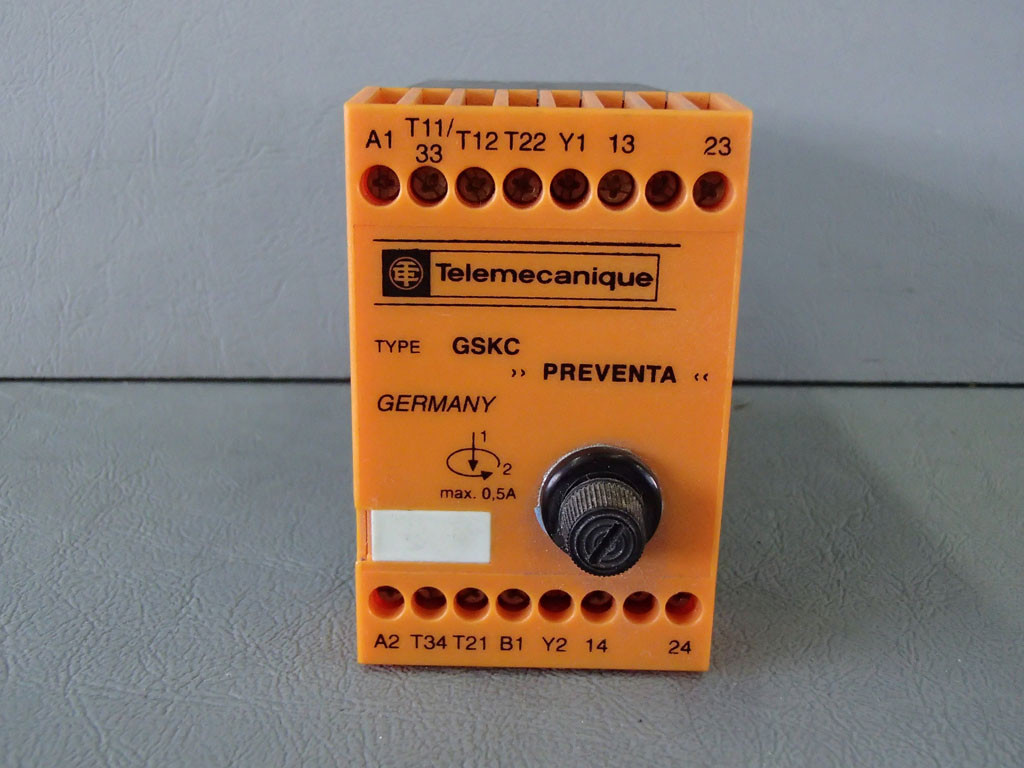 A1 T11/33 T12 T22 Y1 13 23
Telemecanique
TYPE GSKC
›› PREVENTA ‹‹
GERMANY
1
2
max. 0,5A
A2 T34 T21 B1 Y2 14 24